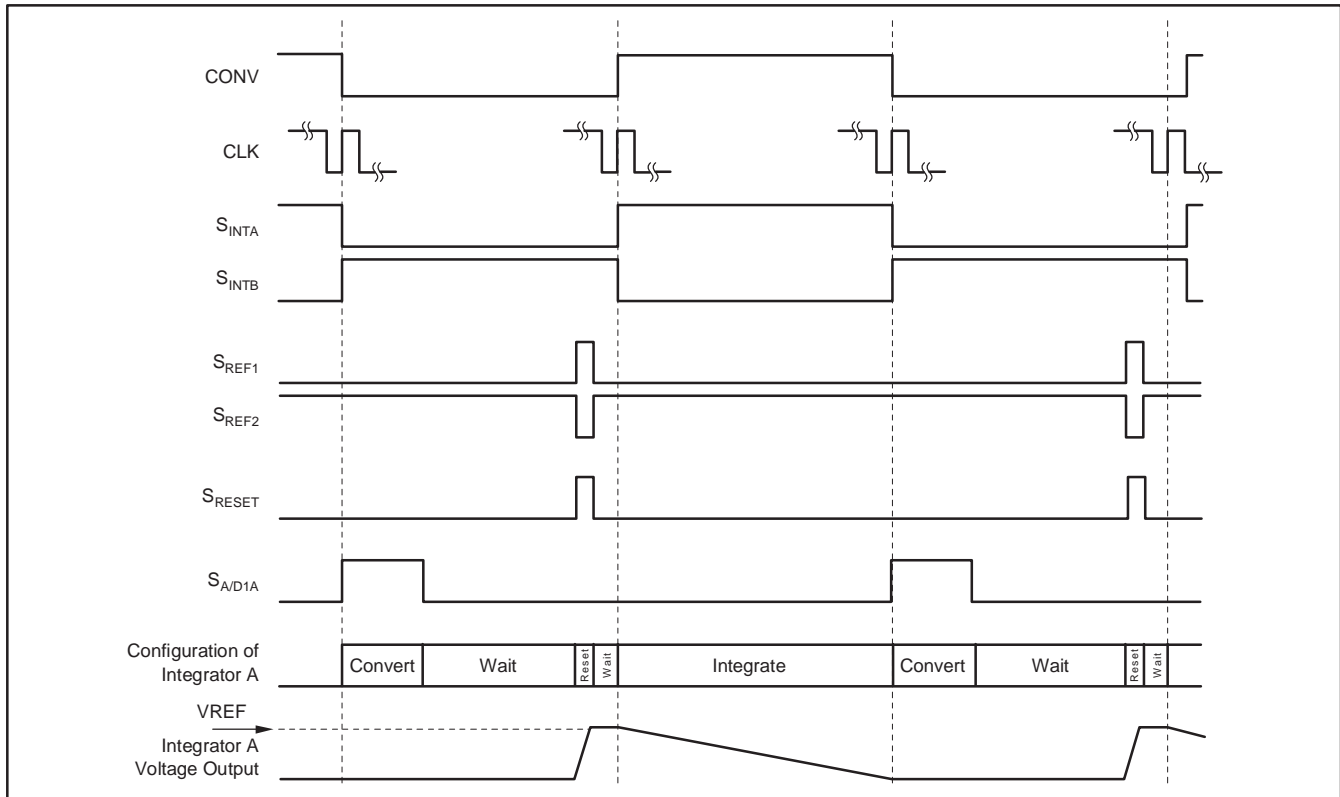 CONV
CLK
SINTA
SINTB
SREF1
SREF2
SRESET
SA/D1A
Configuration of
Integrator A
Convert
Wait
Reset
Wait
Integrate
Convert
Wait
Reset
Wait
VREF
Integrator A
Voltage Output